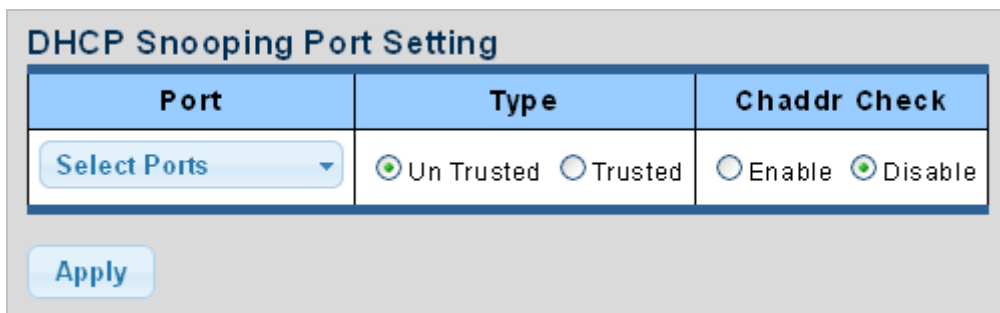 DHCP Snooping Port Setting
Port Type Chaddr Check
Select Ports Un Trusted Trusted Enable Disable
Apply